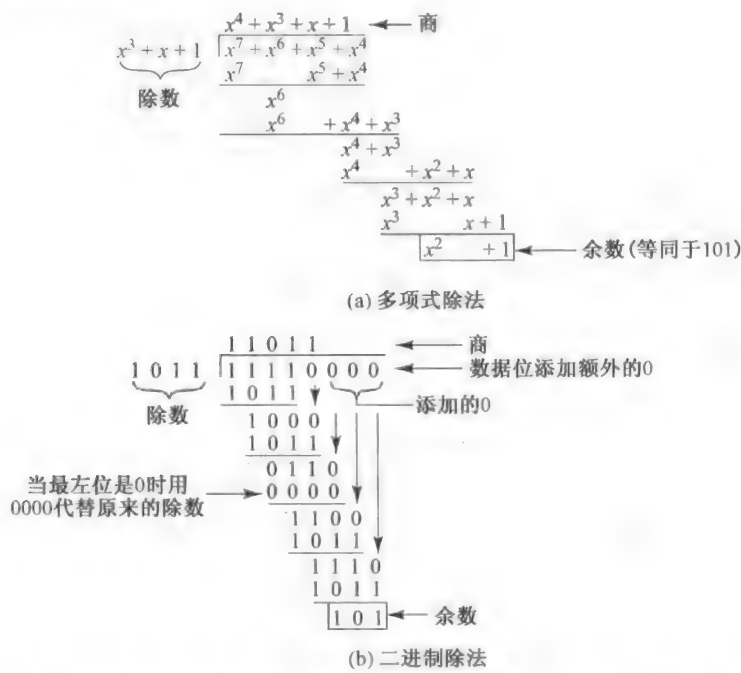 x⁴ + x³ + x + 1 ← 商
x³ + x + 1 x⁷ + x⁶ + x⁵ + x⁴
除数 x⁷ x⁵ + x⁴
x⁶
x⁶ + x⁴ + x³
x⁴ + x³
x⁴ + x² + x
x³ + x² + x
x³ x + 1
x² + 1 ← 余数(等同于101)
(a) 多项式除法
1 1 0 1 1 ← 商
1 0 1 1 1 1 1 1 0 0 0 0 ← 数据位添加额外的0
除数 1 0 1 1 添加的0
1 0 0 0
1 0 1 1
0 1 1 0
当最左位是0时用
0000代替原来的除数 → 0 0 0 0
1 1 0 0
1 0 1 1
1 1 1 0
1 0 1 1
1 0 1 ← 余数
(b) 二进制除法